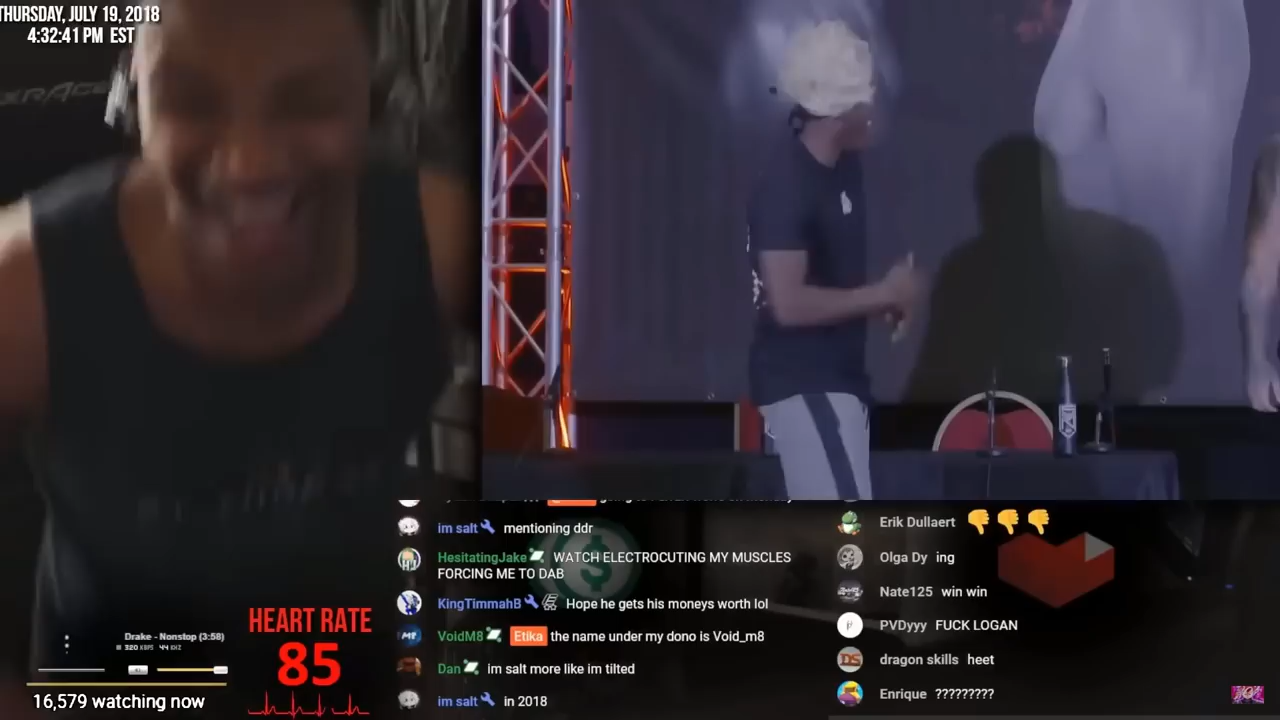 THURSDAY, JULY 19, 2018
4:32:41 PM EST
im salt mentioning ddr
HesitatingJake WATCH ELECTROCUTING MY MUSCLES
FORCING ME TO DAB
KingTimmahB Hope he gets his moneys worth lol
VoidM8 Etika the name under my dono is Void_m8
Dan im salt more like im tilted
im salt in 2018
Erik Dullaert
Olga Dy ing
Nate125 win win
PVDyyy FUCK LOGAN
dragon skills heet
Enrique ?????????
HEART RATE
85
Drake - Nonstop (3:58)
320 KBPS 44 KHZ
16,579 watching now